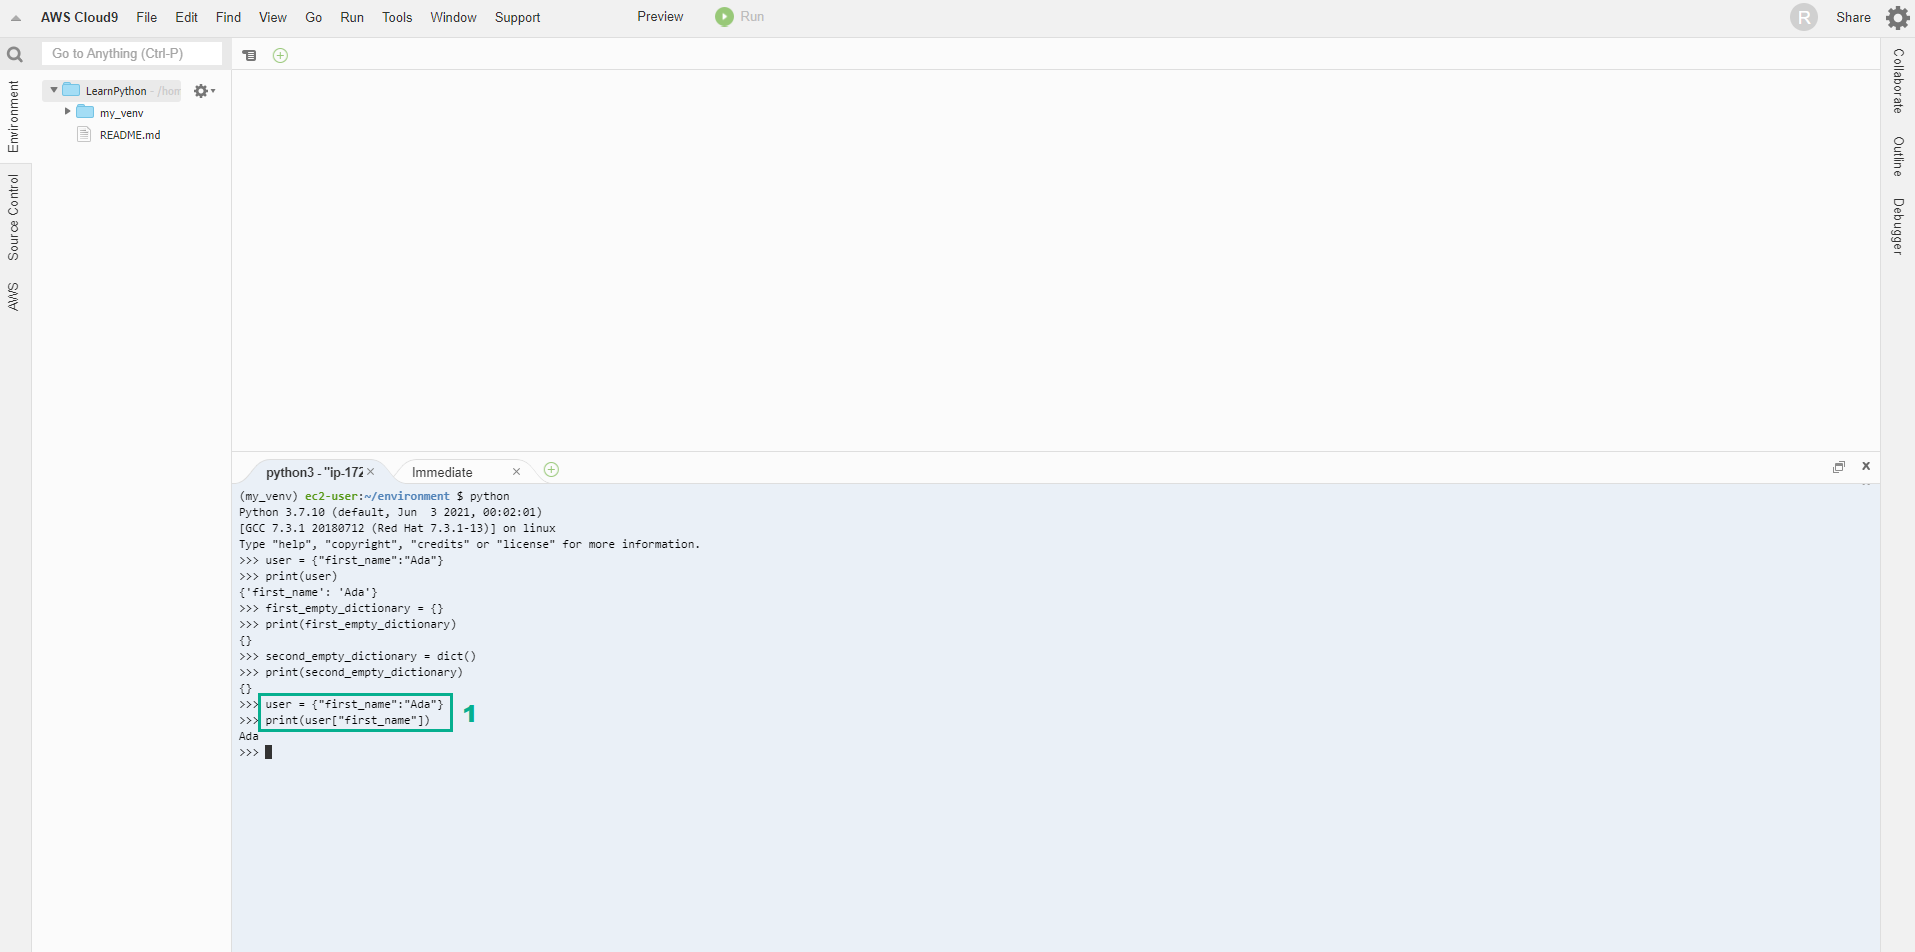 AWS Cloud9 File Edit Find View Go Run Tools Window Support Preview Run R Share
Go to Anything (Ctrl-P)
LearnPython - /hom
my_venv
README.md
Environment
Source Control
AWS
Collaborate
Outline
Debugger
python3 - "ip-172 Immediate
(my_venv) ec2-user:~/environment $ python
Python 3.7.10 (default, Jun  3 2021, 00:02:01)
[GCC 7.3.1 20180712 (Red Hat 7.3.1-13)] on linux
Type "help", "copyright", "credits" or "license" for more information.
>>> user = {"first_name":"Ada"}
>>> print(user)
{'first_name': 'Ada'}
>>> first_empty_dictionary = {}
>>> print(first_empty_dictionary)
{}
>>> second_empty_dictionary = dict()
>>> print(second_empty_dictionary)
{}
>>> user = {"first_name":"Ada"}
>>> print(user["first_name"])
1
Ada
>>>